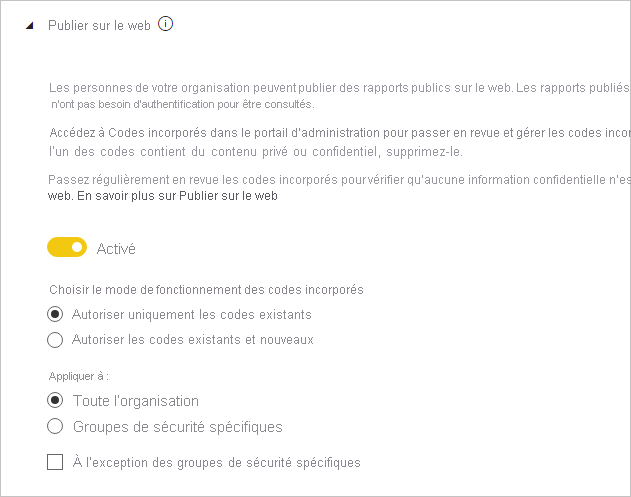 Publier sur le web
Les personnes de votre organisation peuvent publier des rapports publics sur le web. Les rapports publiés
n'ont pas besoin d'authentification pour être consultés.
Accédez à Codes incorporés dans le portail d'administration pour passer en revue et gérer les codes incor
l'un des codes contient du contenu privé ou confidentiel, supprimez-le.
Passez régulièrement en revue les codes incorporés pour vérifier qu'aucune information confidentielle n'es
web. En savoir plus sur Publier sur le web
Activé
Choisir le mode de fonctionnement des codes incorporés
Autoriser uniquement les codes existants
Autoriser les codes existants et nouveaux
Appliquer à :
Toute l'organisation
Groupes de sécurité spécifiques
À l'exception des groupes de sécurité spécifiques